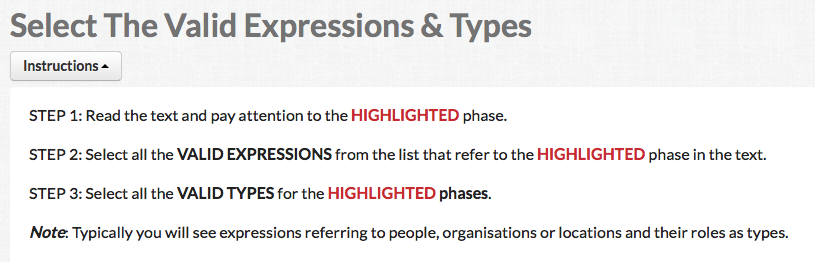 Select The Valid Expressions & Types
Instructions
STEP 1: Read the text and pay attention to the HIGHLIGHTED phase.
STEP 2: Select all the VALID EXPRESSIONS from the list that refer to the HIGHLIGHTED phase in the text.
STEP 3: Select all the VALID TYPES for the HIGHLIGHTED phases.
Note: Typically you will see expressions referring to people, organisations or locations and their roles as types.